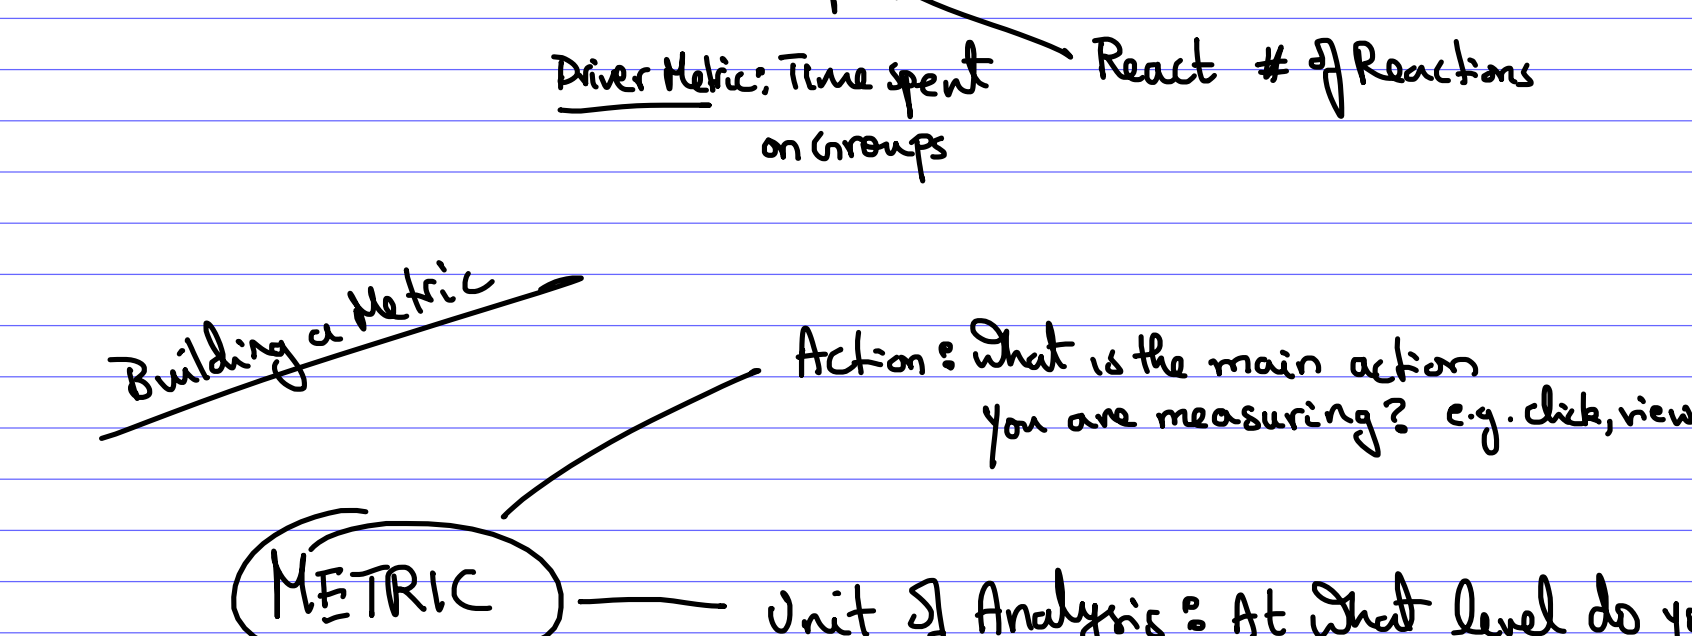 React # of Reactions
Driver Metric: Time spent
on Groups
Building a Metric
Action: What is the main action
you are measuring? e.g. click, view
METRIC
Unit of Analysis: At what level do